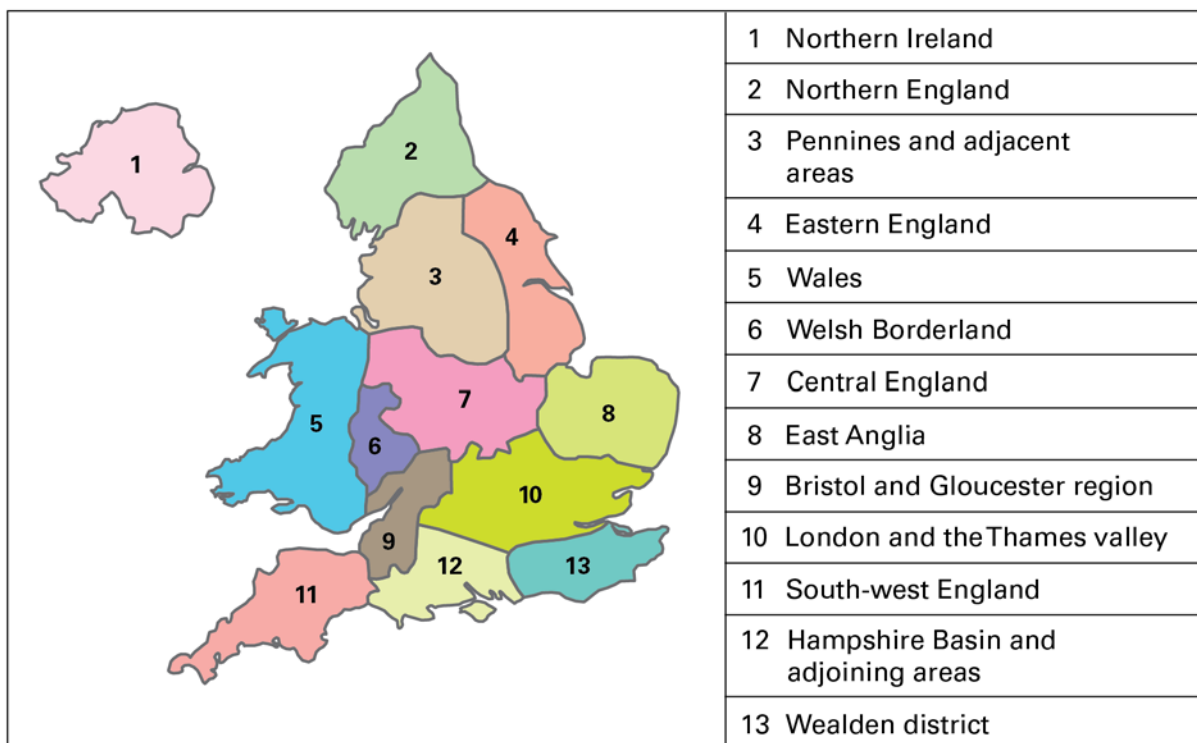 1
2
3
4
5
6
7
8
9
10
11
12
13
1 Northern Ireland
2 Northern England
3 Pennines and adjacent
areas
4 Eastern England
5 Wales
6 Welsh Borderland
7 Central England
8 East Anglia
9 Bristol and Gloucester region
10 London and the Thames valley
11 South-west England
12 Hampshire Basin and
adjoining areas
13 Wealden district